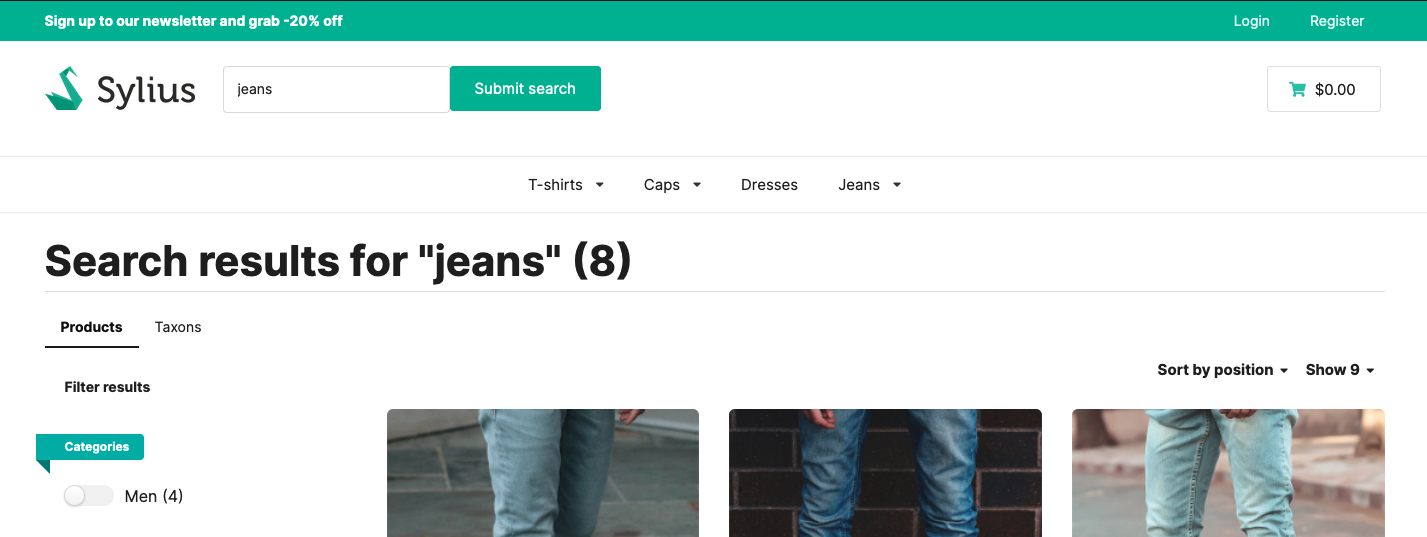 Sign up to our newsletter and grab -20% off
Login Register
Sylius
jeans
Submit search
$0.00
T-shirts Caps Dresses Jeans
Search results for "jeans" (8)
Products Taxons
Sort by position Show 9
Filter results
Categories
Men (4)